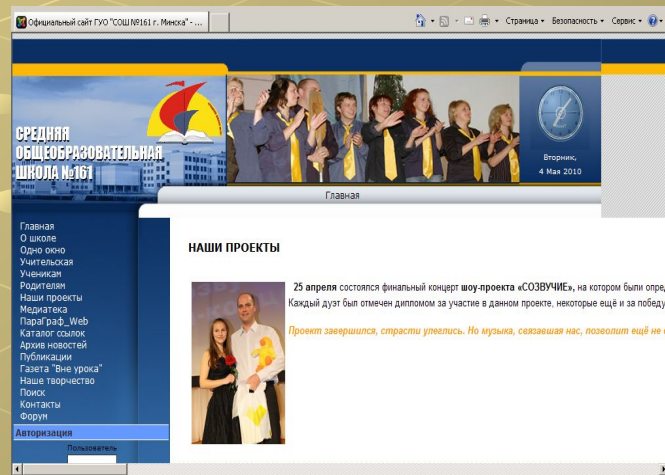 Официальный сайт ГУО "СОШ №161 г. Минска" - ...
Страница
Безопасность
Сервис
СРЕДНЯЯ
ОБЩЕОБРАЗОВАТЕЛЬНАЯ
ШКОЛА №161
Вторник,
4 Мая 2010
Главная
Главная
О школе
Одно окно
Учительская
Ученикам
Родителям
Наши проекты
Медиатека
ПараГраф_Web
Каталог ссылок
Архив новостей
Публикации
Газета "Вне урока"
Наше творчество
Поиск
Контакты
Форум
Авторизация
Пользователь
НАШИ ПРОЕКТЫ
25 апреля состоялся финальный концерт шоу-проекта «СОЗВУЧИЕ», на котором были опре
Каждый дуэт был отмечен дипломом за участие в данном проекте, некоторые ещё и за победу
Проект завершился, страсти улеглись. Но музыка, связавшая нас, позволит ещё не